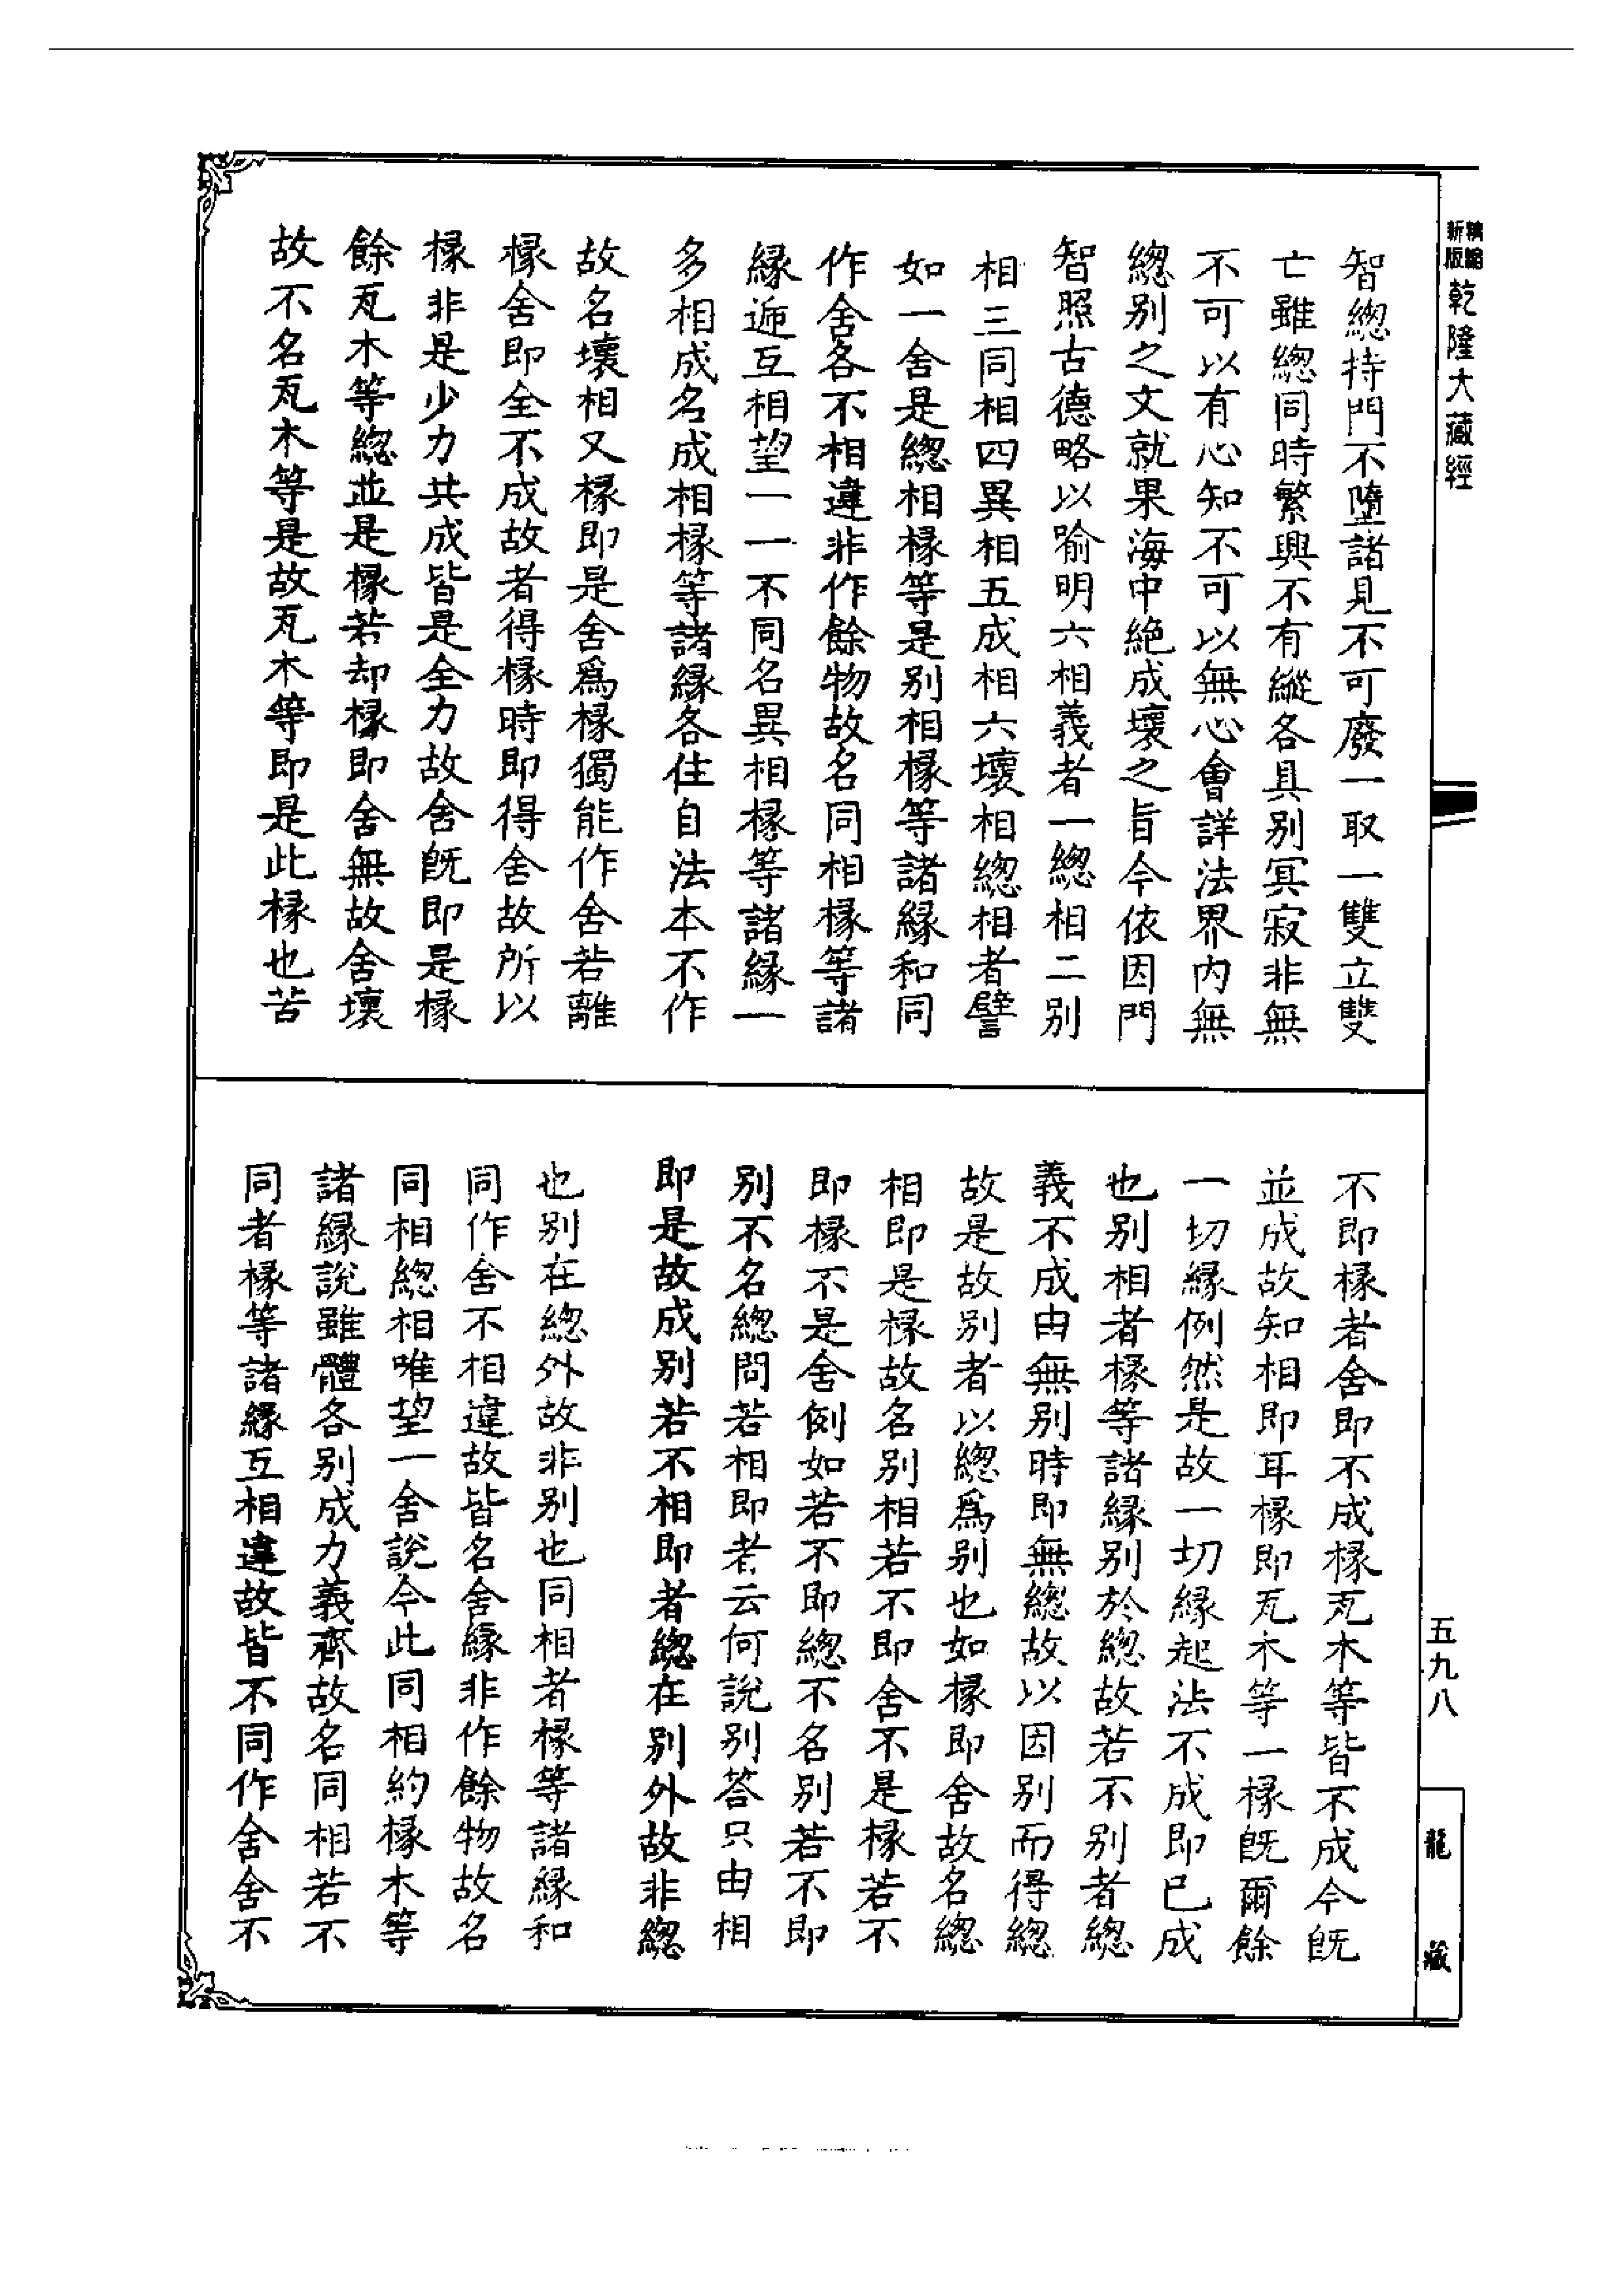 精縮
新版
乾隆大藏經
智總持門不墮諸見不可廢一取一雙立雙
亡雖總同時繁興不有縱各具別冥寂非無
不可以有心知不可以無心會詳法界內無
總別之文就果海中絕成壞之旨今依因門
智照古德略以喻明六相義者一總相二別
相三同相四異相五成相六壞相總相者譬
如一舍是總相椽等是別相椽等諸緣和同
作舍各不相違非作餘物故名同相椽等諸
緣遞互相望一一不同名異相椽等諸緣一
多相成名成相椽等諸緣各住自法本不作
故名壞相又椽即是舍為椽獨能作舍若離
椽舍即全不成故者得椽時即得舍故所以
椽非是少力共成皆是全力故舍既即是椽
餘瓦木等總並是椽若却椽即舍無故舍壞
故不名瓦木等是故瓦木等即是此椽也苦
不即椽者舍即不成椽瓦木等皆不成今既
並成故知相即耳椽即瓦木等一椽既爾餘
一切緣例然是故一切緣起法不成即已成
也別相者椽等諸緣別於總故若不別者總
義不成由無別時即無總故以因別而得總
故是故別者以總為別也如椽即舍故名總
相即是椽故名別相若不即舍不是椽若不
即椽不是舍例如若不即總不名別若不即
別不名總問若相即者云何說別答只由相
即是故成別若不相即者總在別外故非總
也別在總外故非別也同相者椽等諸緣和
同作舍不相違故皆名舍緣非作餘物故名
同相總相唯望一舍說今此同相約椽木等
諸緣說雖體各別成力義齊故名同相若不
同者椽等諸緣互相違故皆不同作舍舍不
五九八
龍藏